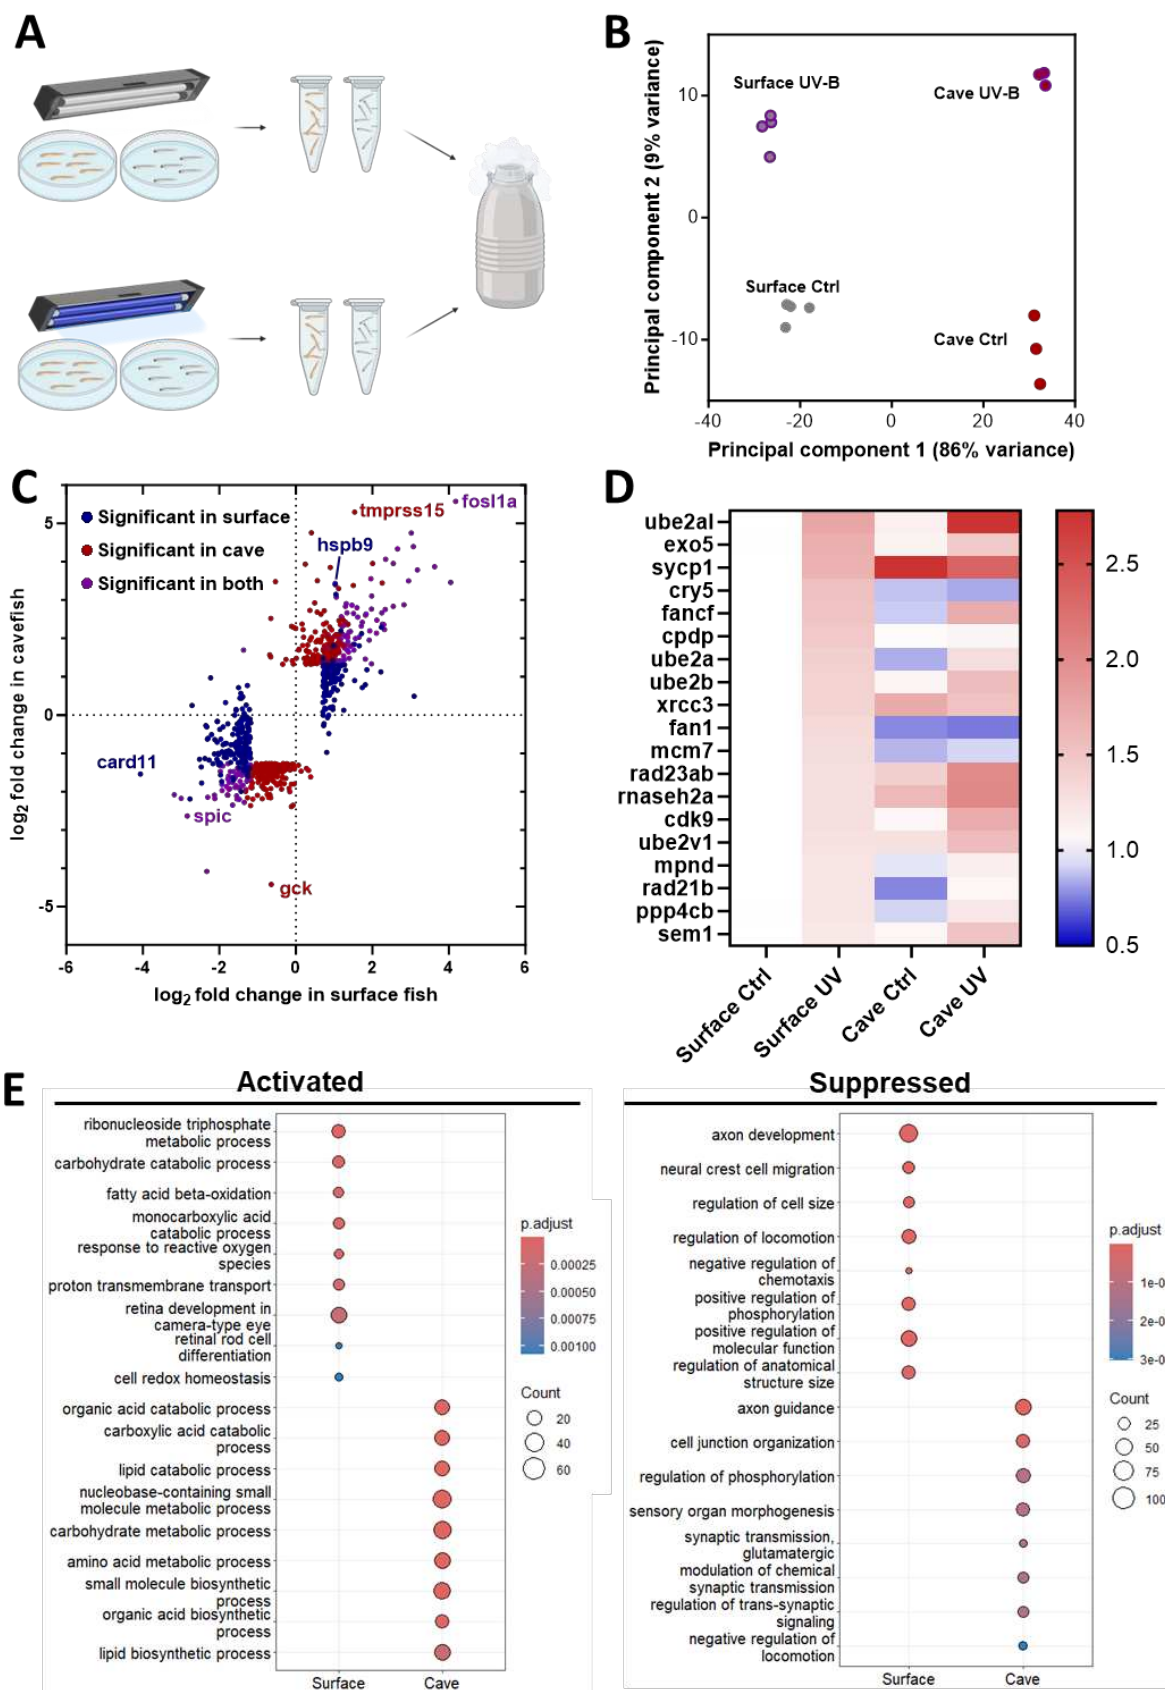 A
B
Principal component 2 (9% variance)
10
0
-10
Surface UV-B
Cave UV-B
Surface Ctrl
Cave Ctrl
-40
-20
0
20
40
Principal component 1 (86% variance)
C
log2 fold change in cavefish
5
0
-5
Significant in surface
Significant in cave
Significant in both
fosl1a
tmprss15
hspb9
card11
spic
gck
-6
-4
-2
0
2
4
6
log2 fold change in surface fish
D
ube2al
exo5
sycp1
cry5
fancf
cpdp
ube2a
ube2b
xrcc3
fan1
mcm7
rad23ab
rnaseh2a
cdk9
ube2v1
mpnd
rad21b
ppp4cb
sem1
Surface Ctrl
Surface UV
Cave Ctrl
Cave UV
2.5
2.0
1.5
1.0
0.5
E
Activated
ribonucleoside triphosphate
metabolic process
carbohydrate catabolic process
fatty acid beta-oxidation
monocarboxylic acid
catabolic process
response to reactive oxygen
species
proton transmembrane transport
retina development in
camera-type eye
retinal rod cell
differentiation
cell redox homeostasis
organic acid catabolic process
carboxylic acid catabolic
process
lipid catabolic process
nucleobase-containing small
molecule metabolic process
carbohydrate metabolic process
amino acid metabolic process
small molecule biosynthetic
process
organic acid biosynthetic
process
lipid biosynthetic process
Surface
Cave
p.adjust
0.00025
0.00050
0.00075
0.00100
Count
20
40
60
Suppressed
axon development
neural crest cell migration
regulation of cell size
regulation of locomotion
negative regulation of
chemotaxis
positive regulation of
phosphorylation
positive regulation of
molecular function
regulation of anatomical
structure size
axon guidance
cell junction organization
regulation of phosphorylation
sensory organ morphogenesis
synaptic transmission,
glutamatergic
modulation of chemical
synaptic transmission
regulation of trans-synaptic
signaling
negative regulation of
locomotion
Surface
Cave
p.adjust
1e-0
2e-0
3e-0
Count
25
50
75
100